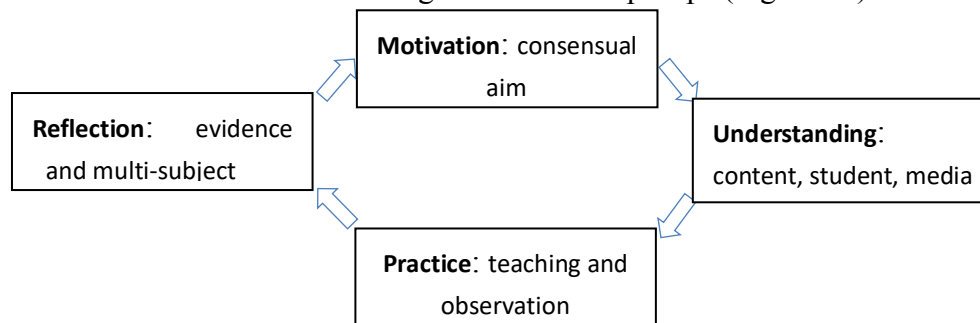 Motivation: consensual
aim
Reflection: evidence
and multi-subject
Understanding:
content, student, media
Practice: teaching and
observation